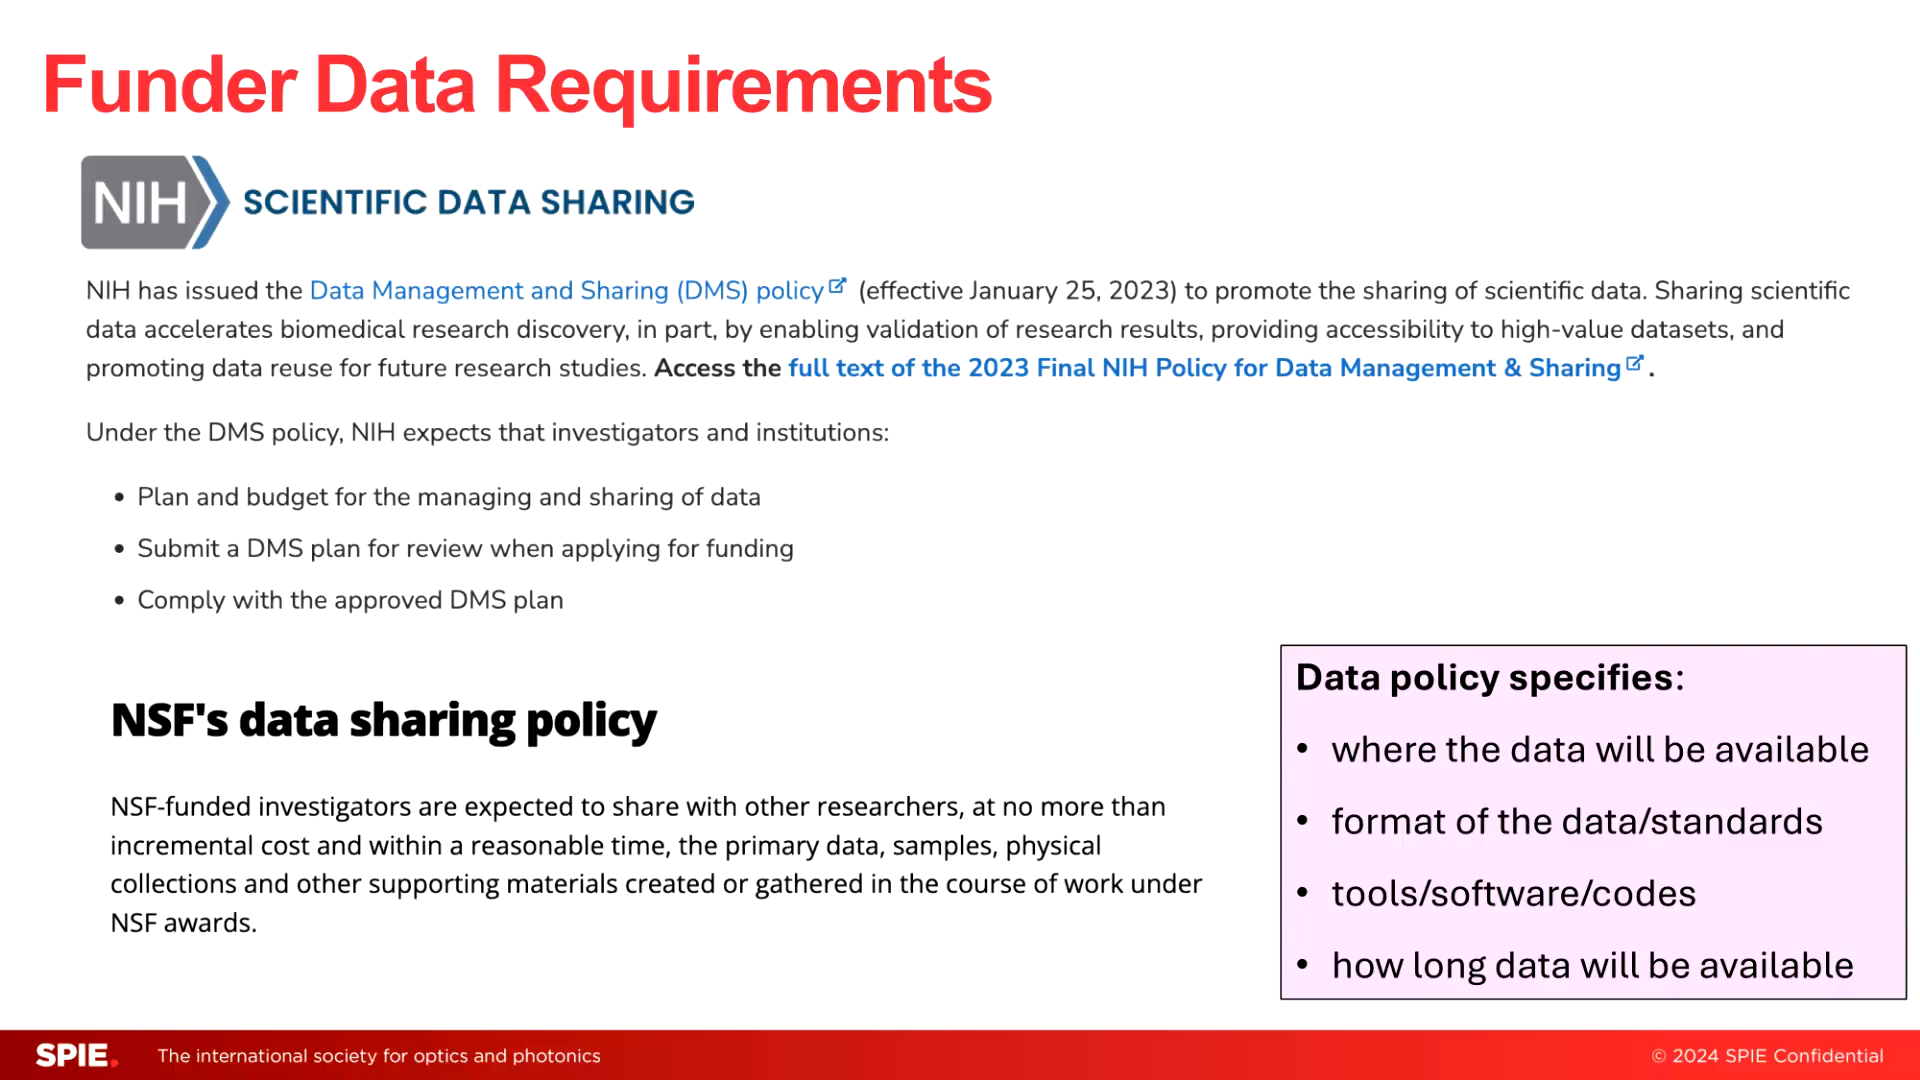 Funder Data Requirements
NIH SCIENTIFIC DATA SHARING
NIH has issued the Data Management and Sharing (DMS) policy (effective January 25, 2023) to promote the sharing of scientific data. Sharing scientific
data accelerates biomedical research discovery, in part, by enabling validation of research results, providing accessibility to high-value datasets, and
promoting data reuse for future research studies. Access the full text of the 2023 Final NIH Policy for Data Management & Sharing .
Under the DMS policy, NIH expects that investigators and institutions:
• Plan and budget for the managing and sharing of data
• Submit a DMS plan for review when applying for funding
• Comply with the approved DMS plan
NSF's data sharing policy
NSF-funded investigators are expected to share with other researchers, at no more than
incremental cost and within a reasonable time, the primary data, samples, physical
collections and other supporting materials created or gathered in the course of work under
NSF awards.
Data policy specifies:
• where the data will be available
• format of the data/standards
• tools/software/codes
• how long data will be available
SPIE. The international society for optics and photonics
© 2024 SPIE Confidential